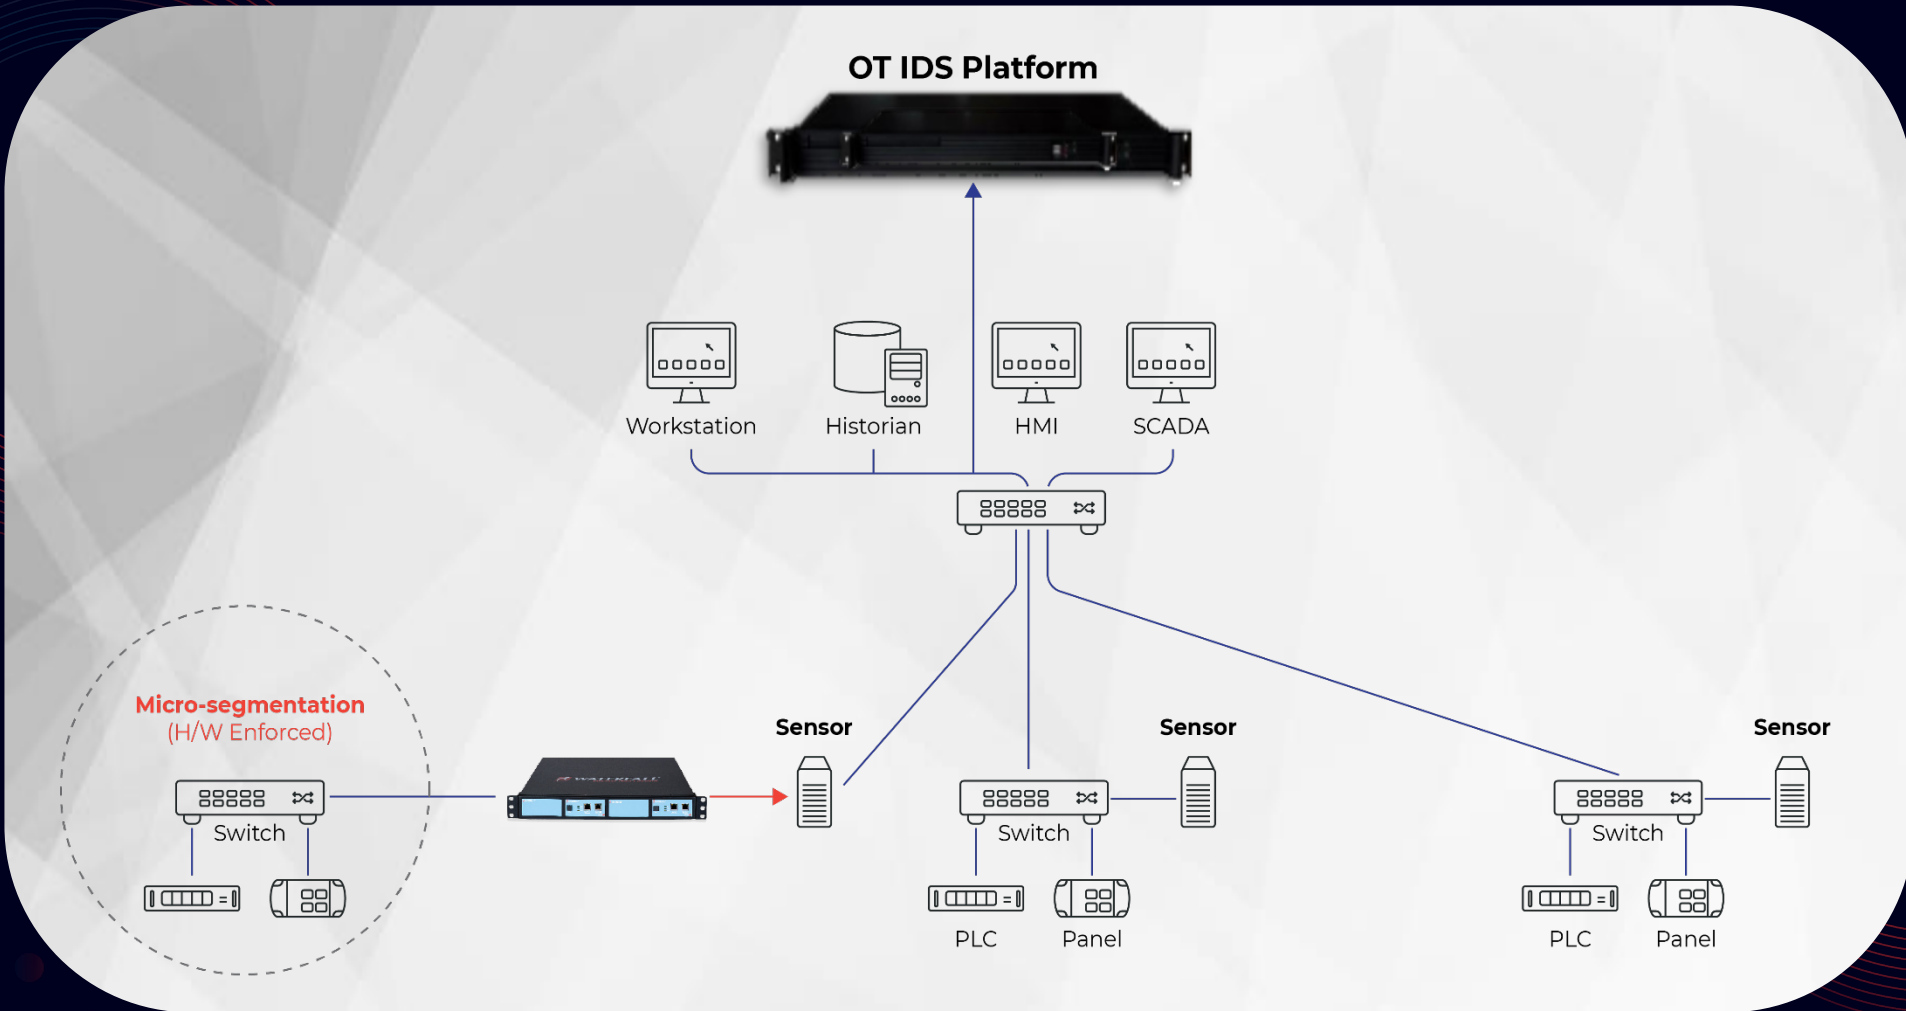 OT IDS Platform
Workstation
Historian
HMI
SCADA
Micro-segmentation
(H/W Enforced)
Sensor
Sensor
Sensor
WATERFALL
Switch
Switch
Switch
PLC
Panel
PLC
Panel